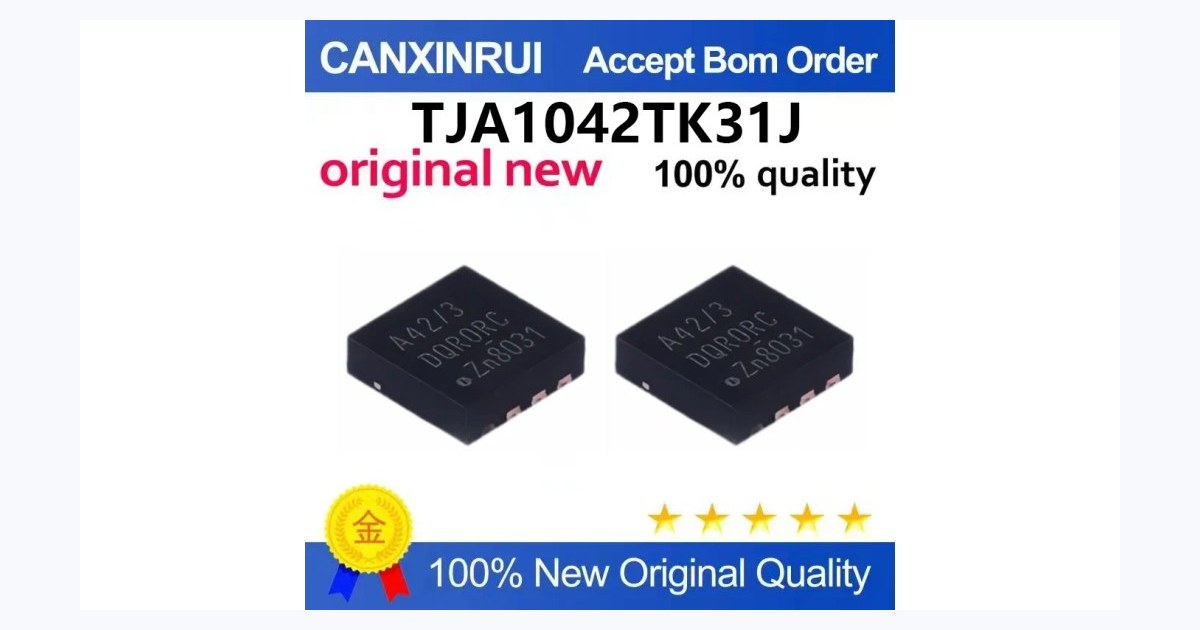 CANXINRUI Accept Bom Order
TJA1042TK31J
original new 100% quality
A42/3
DQRORC
Zn8031
A42/3
DQRORC
Zn8031
金
100% New Original Quality